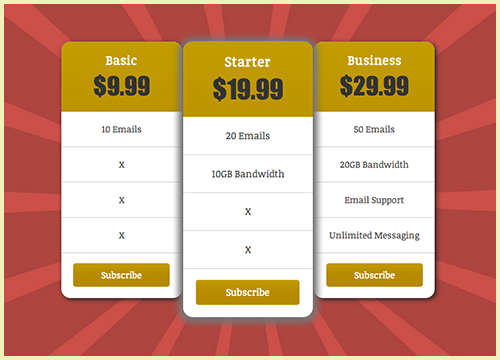 Basic
$9.99
10 Emails
X
X
X
Subscribe
Starter
$19.99
20 Emails
10GB Bandwidth
X
X
Subscribe
Business
$29.99
50 Emails
20GB Bandwidth
Email Support
Unlimited Messaging
Subscribe